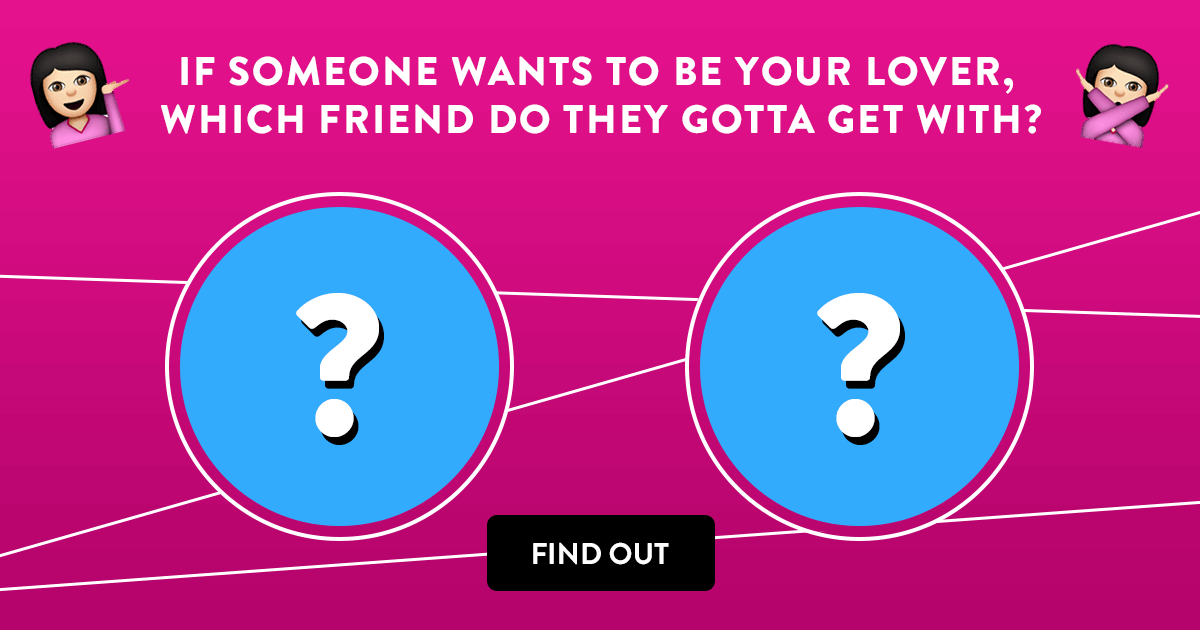 IF SOMEONE WANTS TO BE YOUR LOVER,
WHICH FRIEND DO THEY GOTTA GET WITH?
? ?
FIND OUT